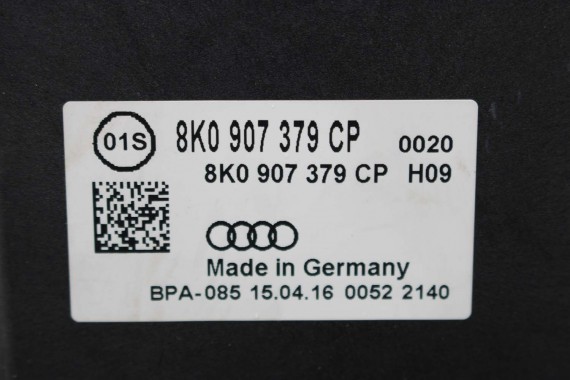 01S
8K0 907 379 CP 0020
8K0 907 379 CP H09
Made in Germany
BPA-085 15.04.16 0052 2140